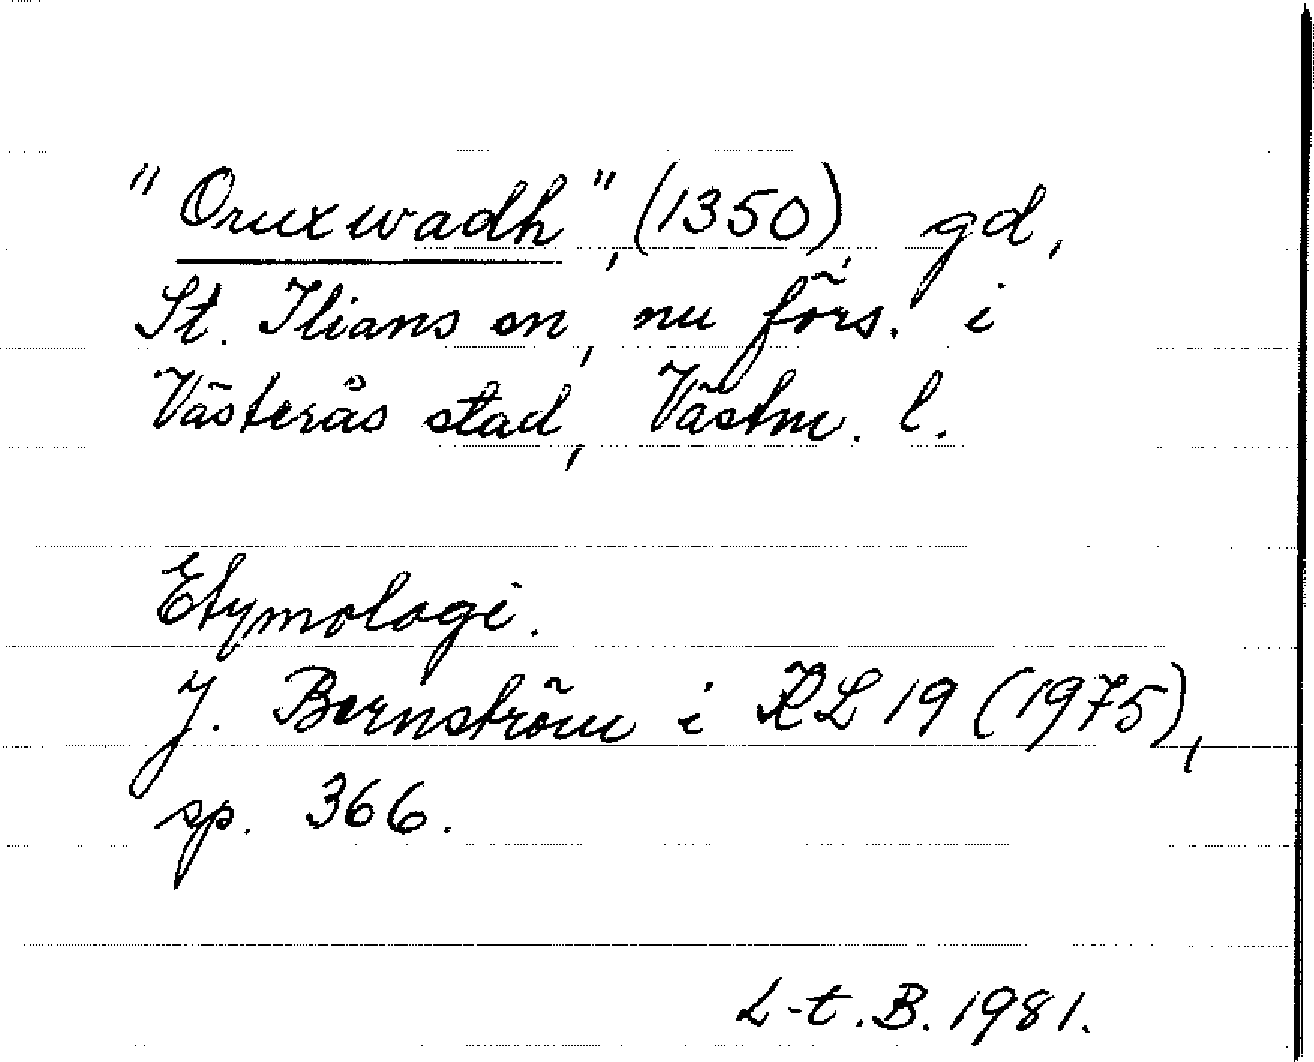 "Oruxwadh", (1350), gd,
St. Ilians sn, nu förs. i
Västerås stad, Västm. l.
Etymologi.
J. Bernström i KL 19 (1975),
sp. 366.
L-t. B. 1981.